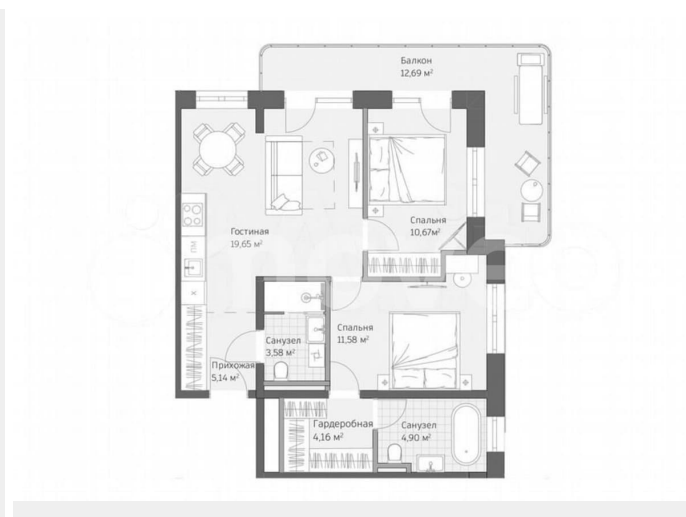 Балкон
12,69 м²
Гостиная
19,65 м²
Спальня
10,67м²
ПМ
Х
Санузел
3,58 м²
Спальня
11,58 м²
Прихожая
5,14 м²
Гардеробная
4,16 м²
Санузел
4,90 м²